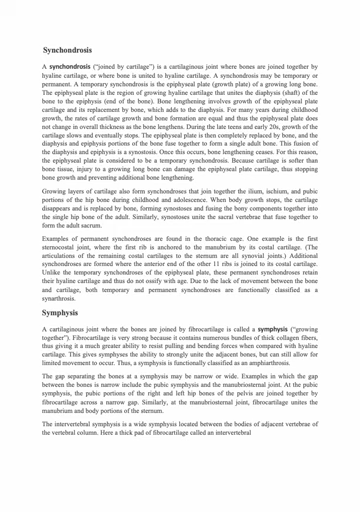 Synchondrosis
A synchondrosis (“joined by cartilage”) is a cartilaginous joint where bones are joined together by
hyaline cartilage, or where bone is united to hyaline cartilage. A synchondrosis may be temporary or
permanent. A temporary synchondrosis is the epiphyseal plate (growth plate) of a growing long bone.
The epiphyseal plate is the region of growing hyaline cartilage that unites the diaphysis (shaft) of the
bone to the epiphysis (end of the bone). Bone lengthening involves growth of the epiphyseal plate
cartilage and its replacement by bone, which adds to the diaphysis. For many years during childhood
growth, the rates of cartilage growth and bone formation are equal and thus the epiphyseal plate does
not change in overall thickness as the bone lengthens. During the late teens and early 20s, growth of the
cartilage slows and eventually stops. The epiphyseal plate is then completely replaced by bone, and the
diaphysis and epiphysis portions of the bone fuse together to form a single adult bone. This fusion of
the diaphysis and epiphysis is a synostosis. Once this occurs, bone lengthening ceases. For this reason,
the epiphyseal plate is considered to be a temporary synchondrosis. Because cartilage is softer than
bone tissue, injury to a growing long bone can damage the epiphyseal plate cartilage, thus stopping
bone growth and preventing additional bone lengthening.
Growing layers of cartilage also form synchondroses that join together the ilium, ischium, and pubic
portions of the hip bone during childhood and adolescence. When body growth stops, the cartilage
disappears and is replaced by bone, forming synostoses and fusing the bony components together into
the single hip bone of the adult. Similarly, synostoses unite the sacral vertebrae that fuse together to
form the adult sacrum.
Examples of permanent synchondroses are found in the thoracic cage. One example is the first
sternocostal joint, where the first rib is anchored to the manubrium by its costal cartilage. (The
articulations of the remaining costal cartilages to the sternum are all synovial joints.) Additional
synchondroses are formed where the anterior end of the other 11 ribs is joined to its costal cartilage.
Unlike the temporary synchondroses of the epiphyseal plate, these permanent synchondroses retain
their hyaline cartilage and thus do not ossify with age. Due to the lack of movement between the bone
and cartilage, both temporary and permanent synchondroses are functionally classified as a
synarthrosis.
Symphysis
A cartilaginous joint where the bones are joined by fibrocartilage is called a symphysis (“growing
together”). Fibrocartilage is very strong because it contains numerous bundles of thick collagen fibers,
thus giving it a much greater ability to resist pulling and bending forces when compared with hyaline
cartilage. This gives symphyses the ability to strongly unite the adjacent bones, but can still allow for
limited movement to occur. Thus, a symphysis is functionally classified as an amphiarthrosis.
The gap separating the bones at a symphysis may be narrow or wide. Examples in which the gap
between the bones is narrow include the pubic symphysis and the manubriosternal joint. At the pubic
symphysis, the pubic portions of the right and left hip bones of the pelvis are joined together by
fibrocartilage across a narrow gap. Similarly, at the manubriosternal joint, fibrocartilage unites the
manubrium and body portions of the sternum.
The intervertebral symphysis is a wide symphysis located between the bodies of adjacent vertebrae of
the vertebral column. Here a thick pad of fibrocartilage called an intervertebral